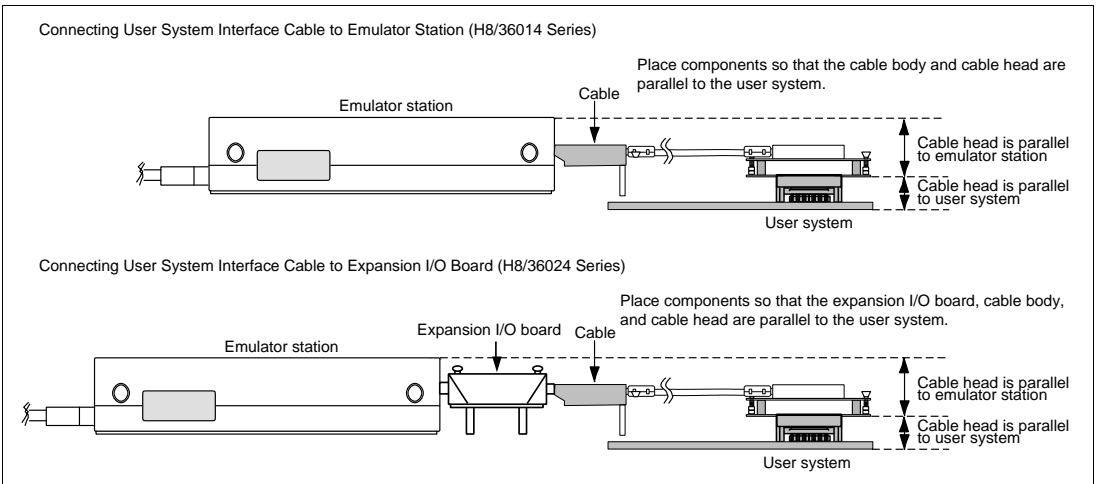 Connecting User System Interface Cable to Emulator Station (H8/36014 Series)
Place components so that the cable body and cable head are
parallel to the user system.
Cable
Emulator station
Cable head is parallel
to emulator station
Cable head is parallel
to user system
User system
Connecting User System Interface Cable to Expansion I/O Board (H8/36024 Series)
Place components so that the expansion I/O board, cable body,
and cable head are parallel to the user system.
Expansion I/O board
Cable
Emulator station
Cable head is parallel
to emulator station
Cable head is parallel
to user system
User system